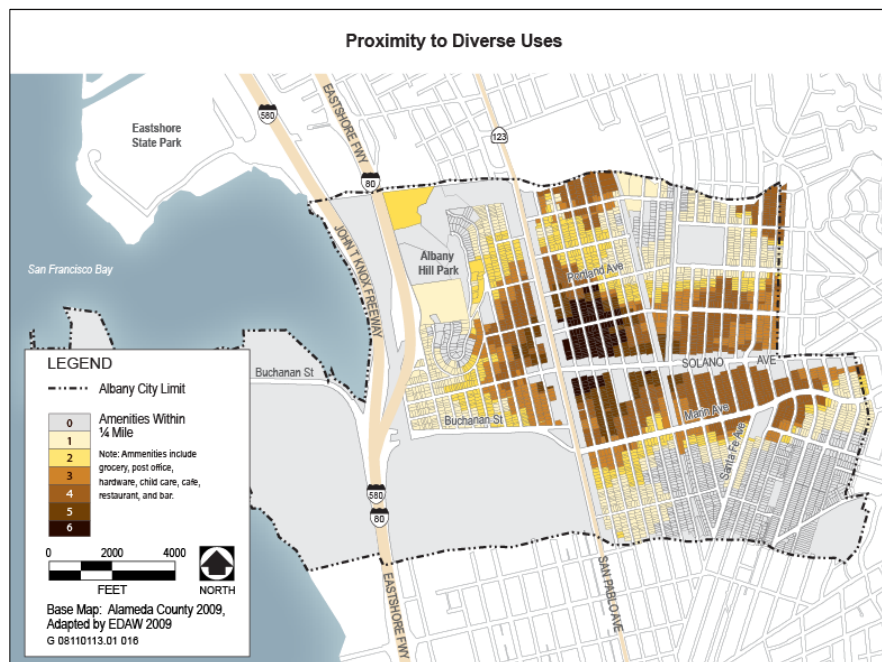 Proximity to Diverse Uses
Eastshore
State Park
580
EASTSHORE FWY
80
123
JOHN T KNOX FREEWAY
Albany
Hill Park
Portland Ave
San Francisco Bay
SOLANO AVE
Buchanan St
Buchanan St
Marin Ave
Santa Fe Ave
580
80
EASTSHORE FWY
SAN PABLO AVE
LEGEND
Albany City Limit
0
1
2
3
4
5
6
Amenities Within
¼ Mile
Note: Ammenities include
grocery, post office,
hardware, child care, cafe,
restaurant, and bar.
0 2000 4000
FEET
NORTH
Base Map: Alameda County 2009,
Adapted by EDAW 2009
G 08110113.01 016